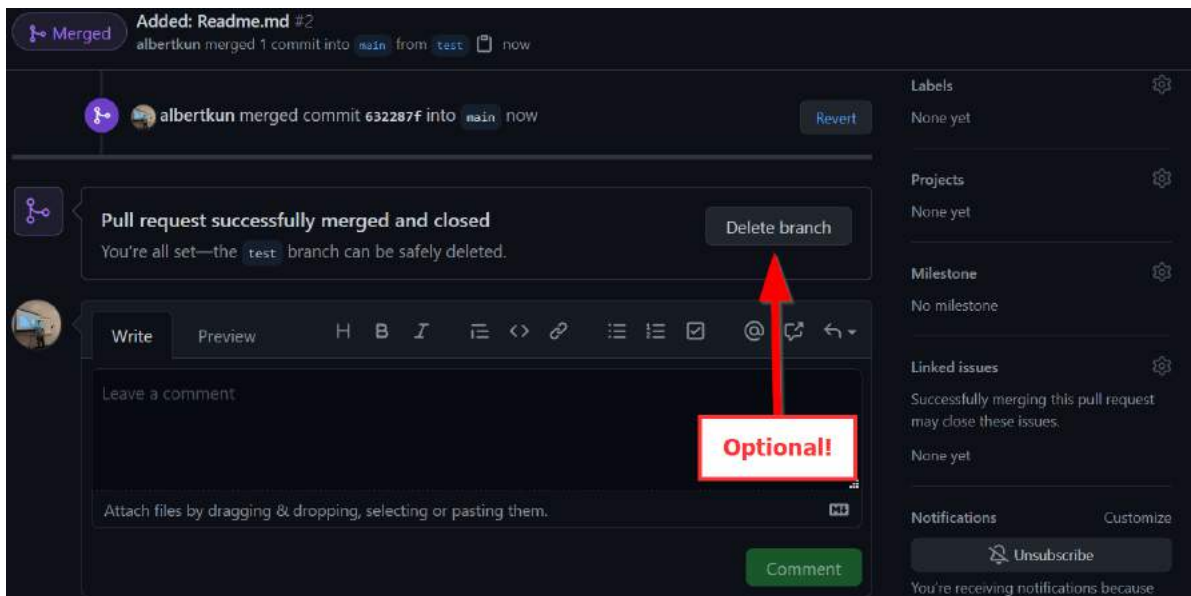 Merged
Added: Readme.md #2
albertkun merged 1 commit into main from test now
albertkun merged commit 632287f into main now
Revert
Pull request successfully merged and closed
You're all set—the test branch can be safely deleted.
Delete branch
Write Preview H B I
Leave a comment
Optional!
Attach files by dragging & dropping, selecting or pasting them.
Comment
Labels
None yet
Projects
None yet
Milestone
No milestone
Linked issues
Successfully merging this pull request
may close these issues.
None yet
Notifications Customize
Unsubscribe
You're receiving notifications because